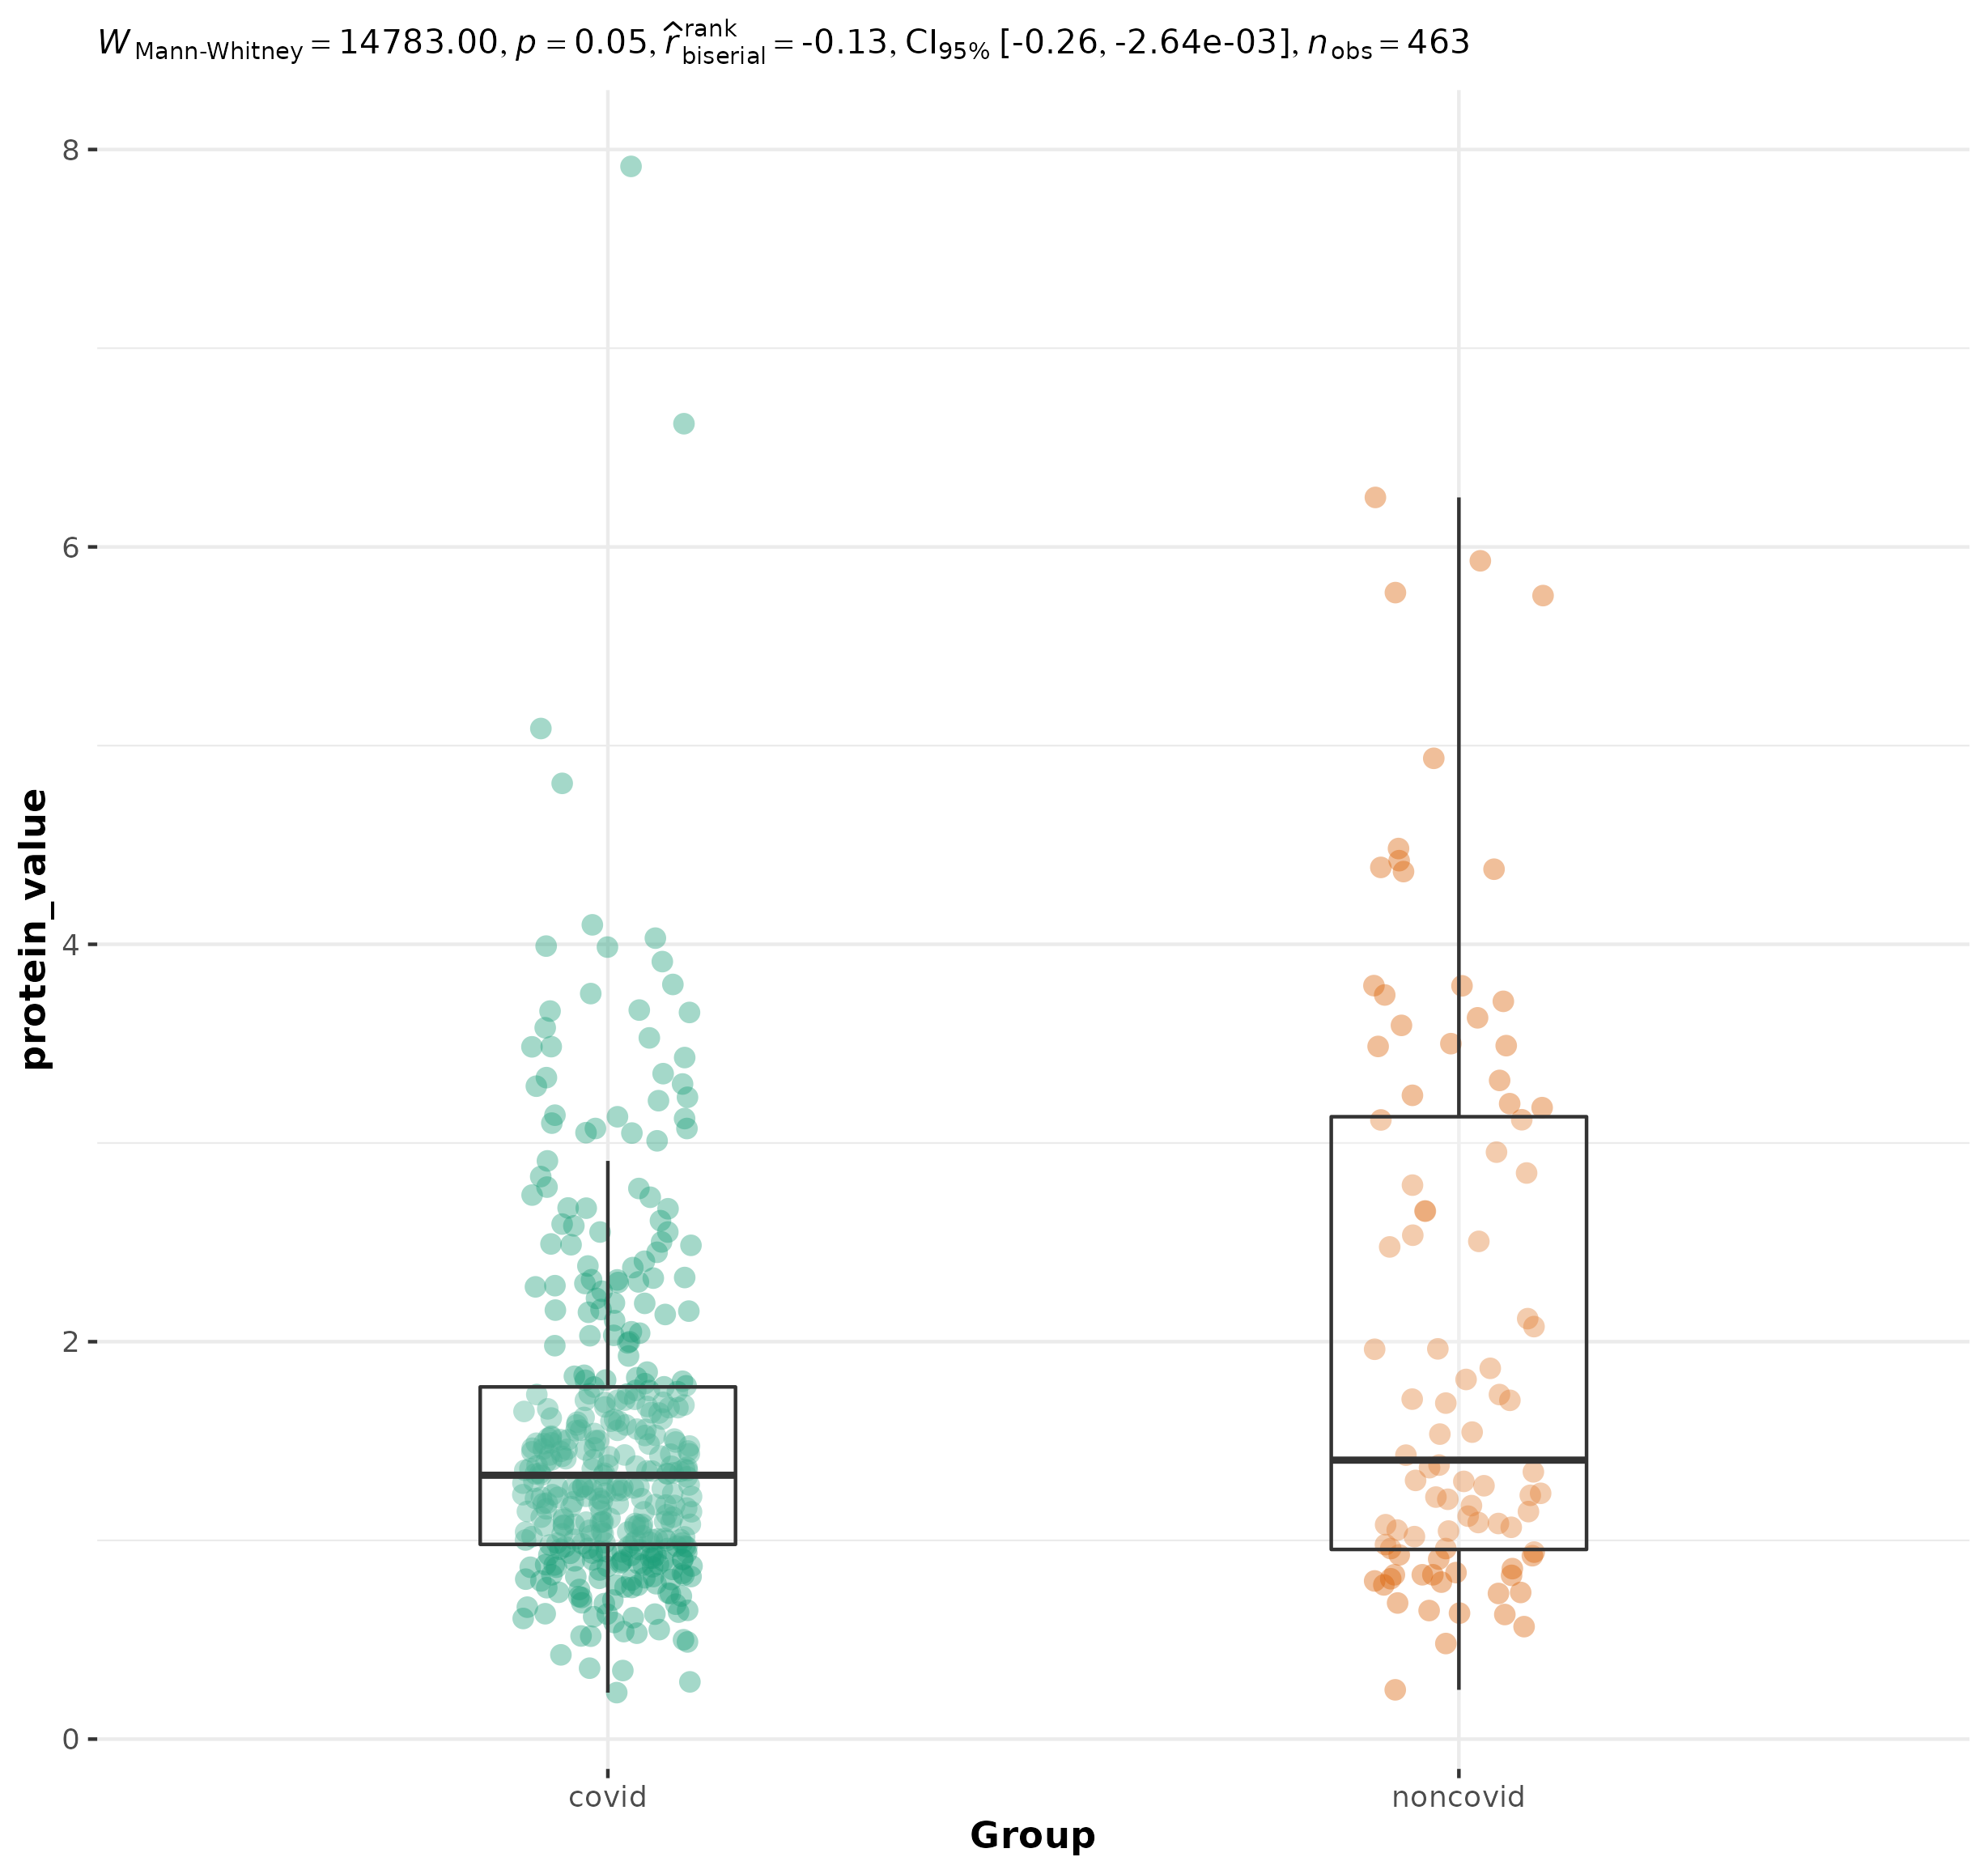 W Mann-Whitney = 14783.00, p = 0.05, r̂ rank biserial = -0.13, CI95% [-0.26, -2.64e-03], nobs = 463
8
6
4
2
0
protein_value
covid noncovid
Group